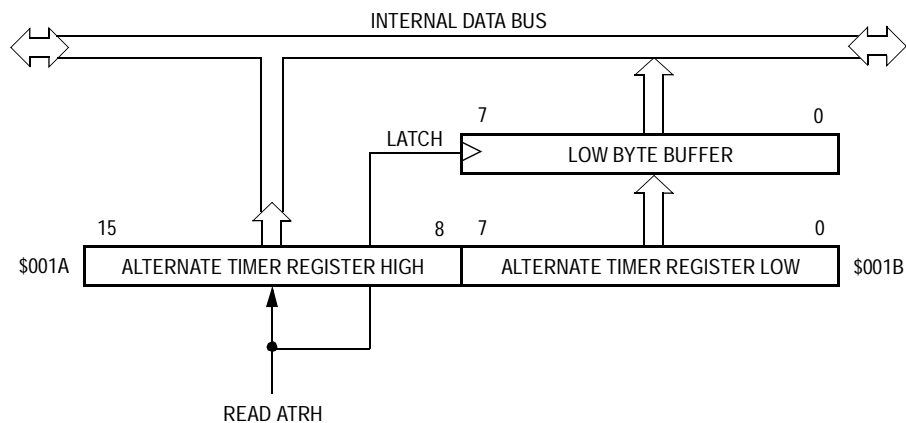 INTERNAL DATA BUS
7 0
LATCH
LOW BYTE BUFFER
15 8 7 0
$001A ALTERNATE TIMER REGISTER HIGH ALTERNATE TIMER REGISTER LOW $001B
READ ATRH